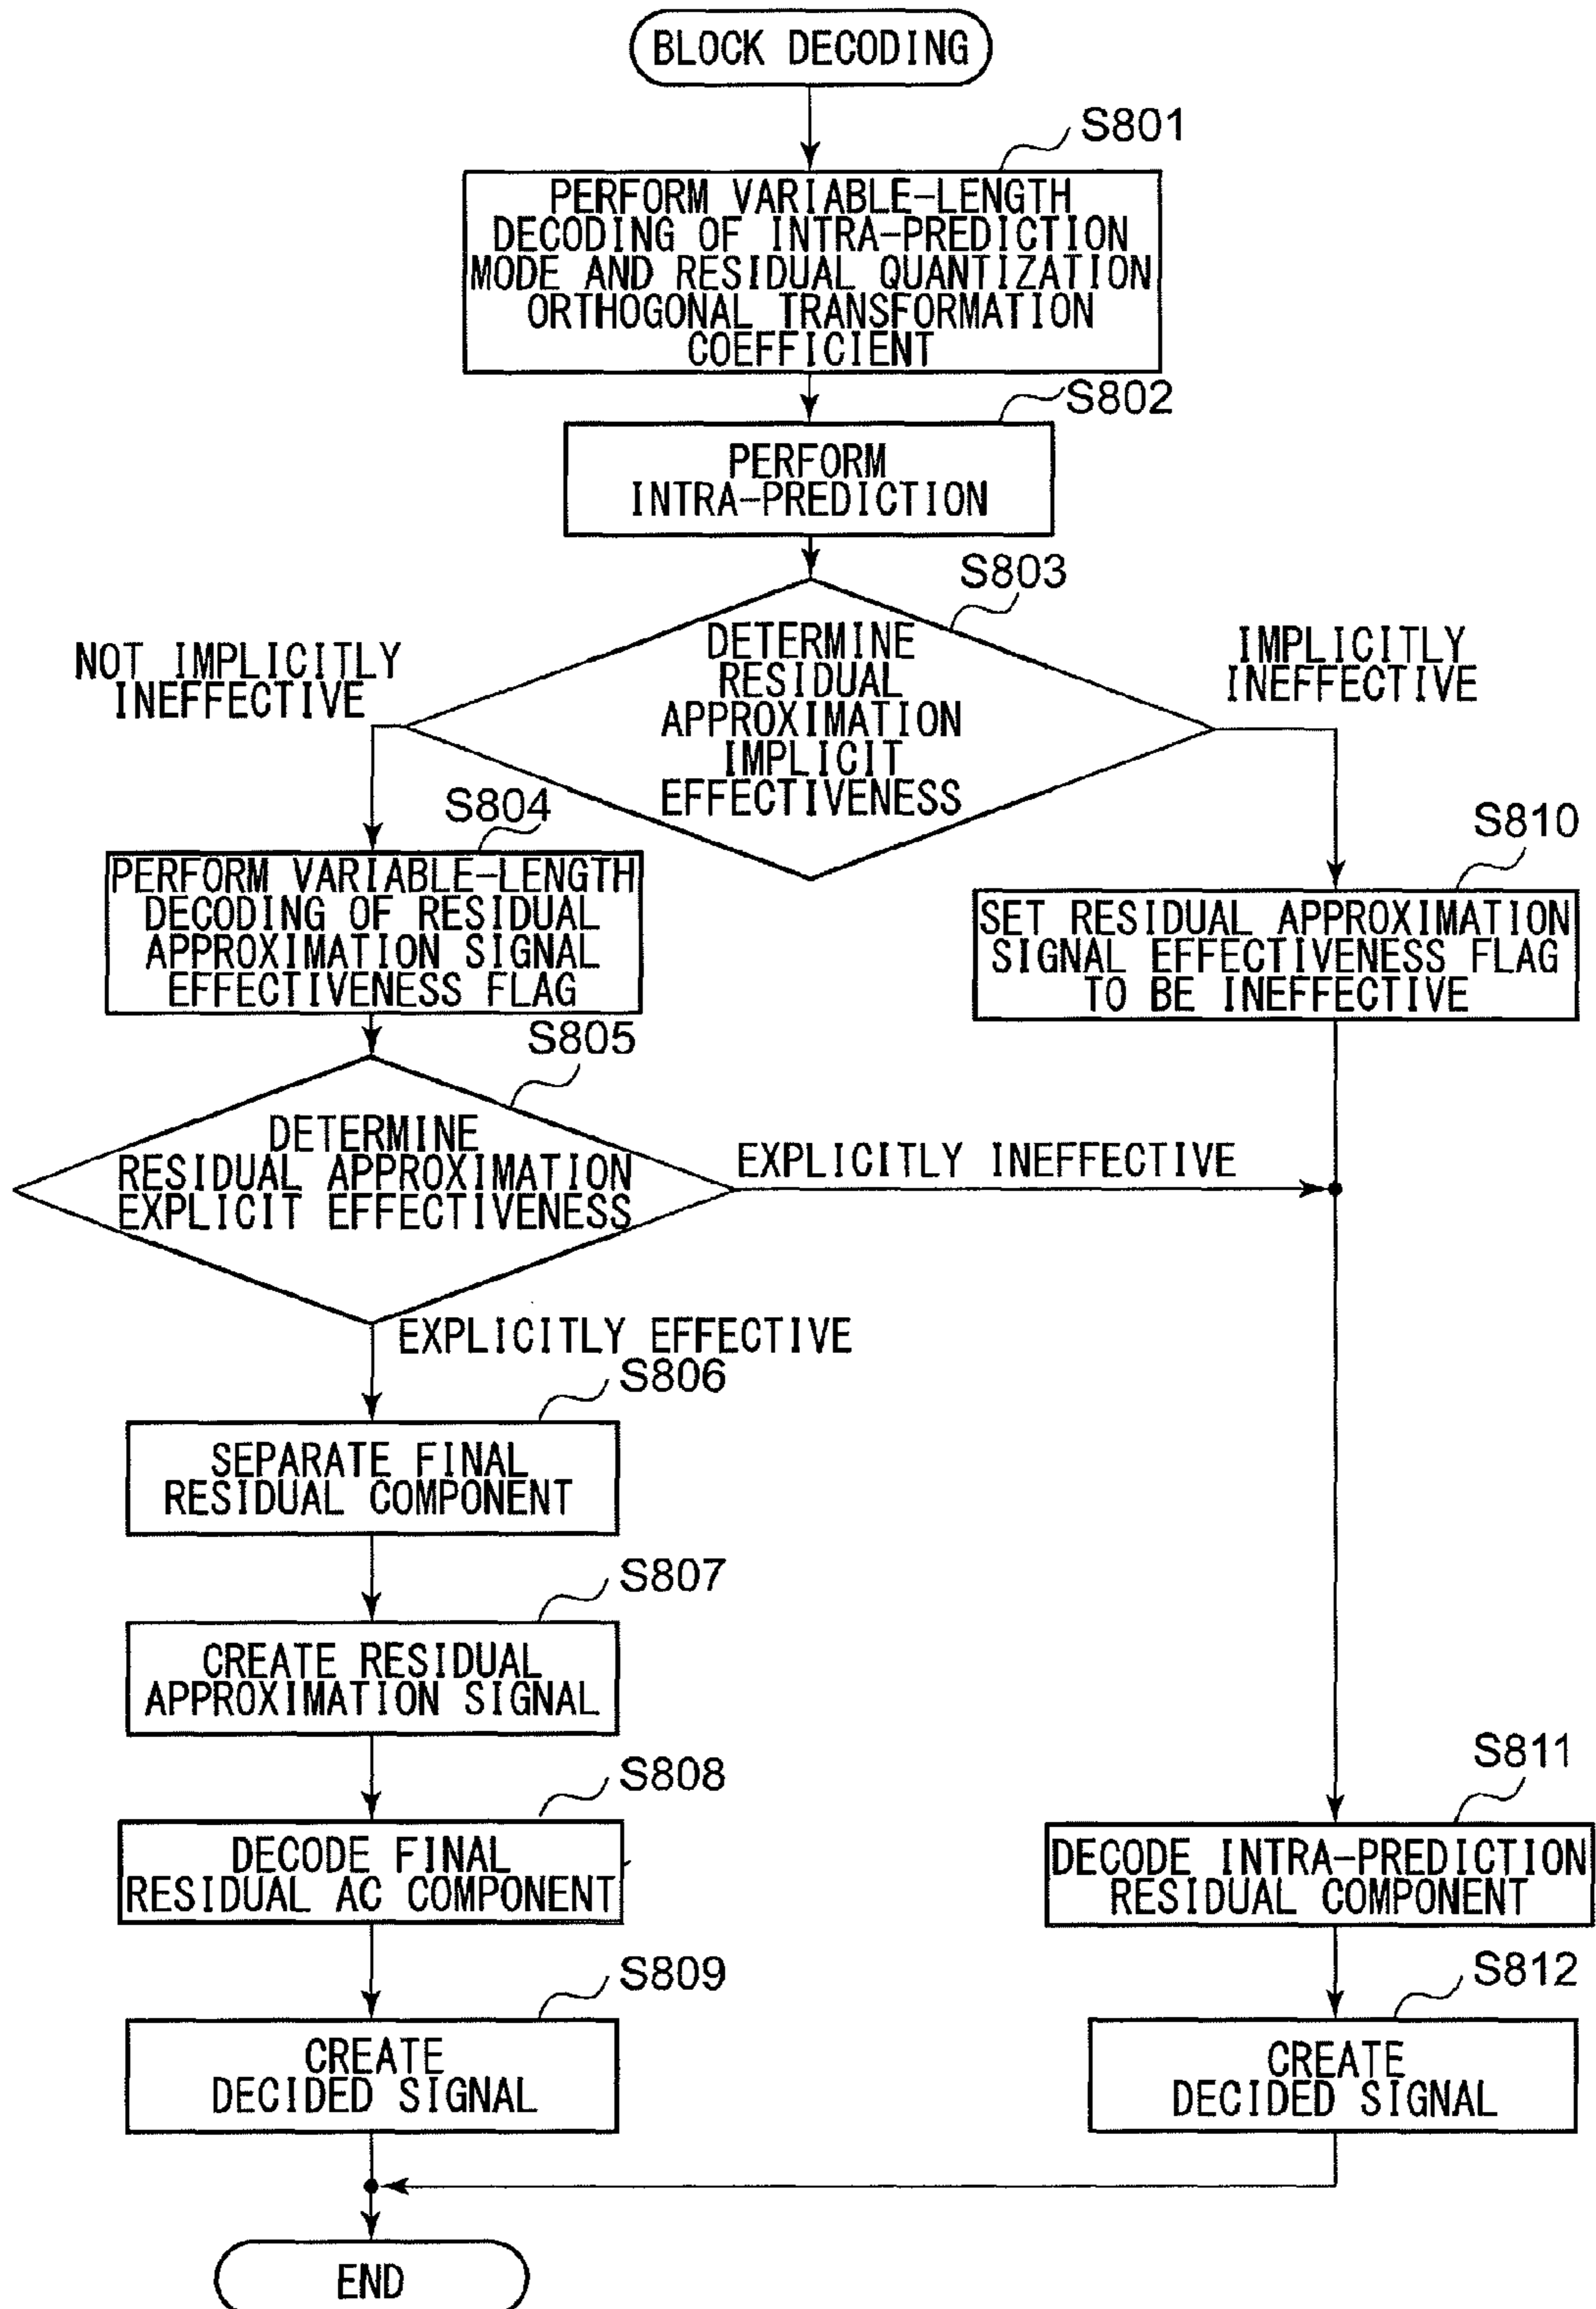 BLOCK DECODING
S801
PERFORM VARIABLE-LENGTH
DECODING OF INTRA-PREDICTION
MODE AND RESIDUAL QUANTIZATION
ORTHOGONAL TRANSFORMATION
COEFFICIENT
S802
PERFORM
INTRA-PREDICTION
S803
DETERMINE
RESIDUAL
APPROXIMATION
IMPLICIT
EFFECTIVENESS
NOT IMPLICITLY
INEFFECTIVE
IMPLICITLY
INEFFECTIVE
S804
PERFORM VARIABLE-LENGTH
DECODING OF RESIDUAL
APPROXIMATION SIGNAL
EFFECTIVENESS FLAG
S810
SET RESIDUAL APPROXIMATION
SIGNAL EFFECTIVENESS FLAG
TO BE INEFFECTIVE
S805
DETERMINE
RESIDUAL APPROXIMATION
EXPLICIT EFFECTIVENESS
EXPLICITLY INEFFECTIVE
EXPLICITLY EFFECTIVE
S806
SEPARATE FINAL
RESIDUAL COMPONENT
S807
CREATE RESIDUAL
APPROXIMATION SIGNAL
S808
DECODE FINAL
RESIDUAL AC COMPONENT
S811
DECODE INTRA-PREDICTION
RESIDUAL COMPONENT
S809
CREATE
DECIDED SIGNAL
S812
CREATE
DECIDED SIGNAL
END